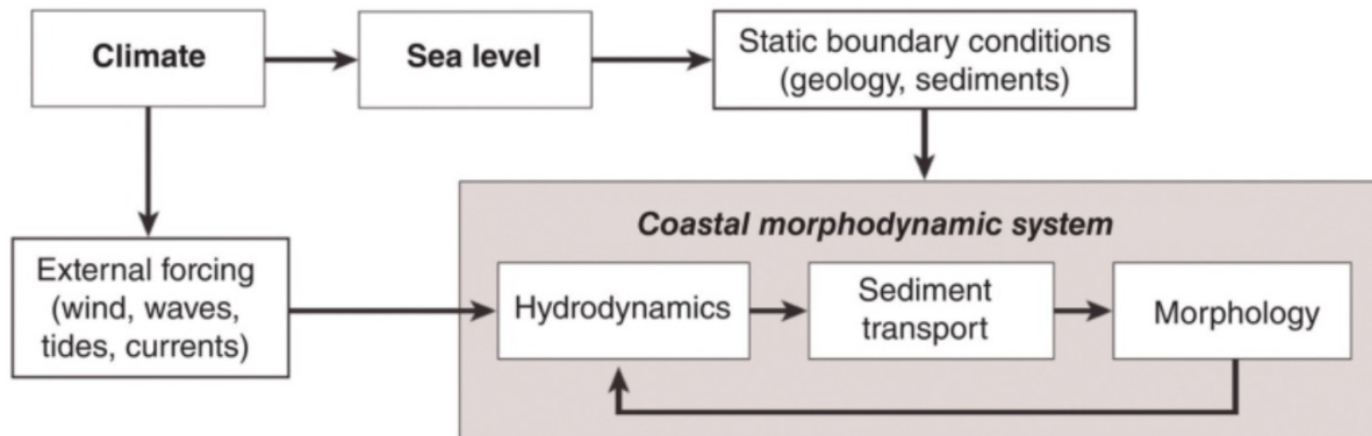 Climate
Sea level
Static boundary conditions
(geology, sediments)
Coastal morphodynamic system
External forcing
(wind, waves,
tides, currents)
Hydrodynamics
Sediment
transport
Morphology